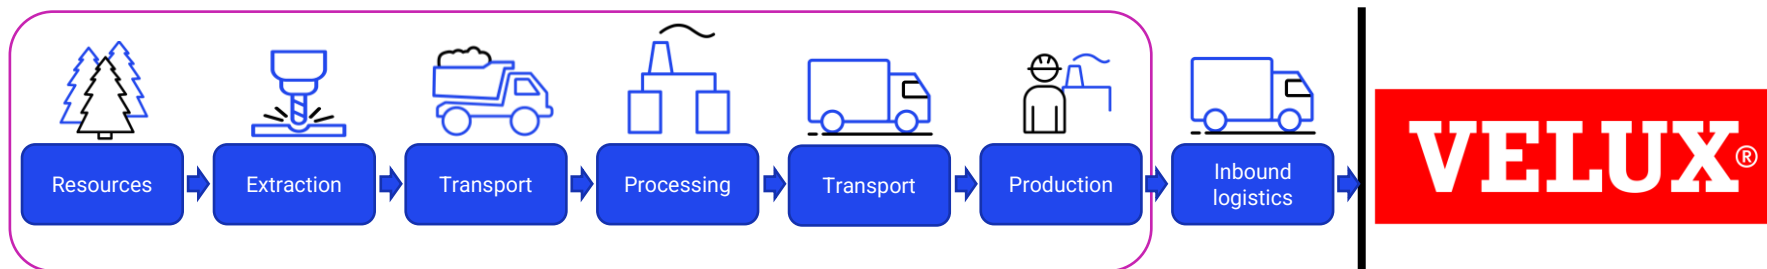 Resources
Extraction
Transport
Processing
Transport
Production
Inbound
logistics
VELUX®